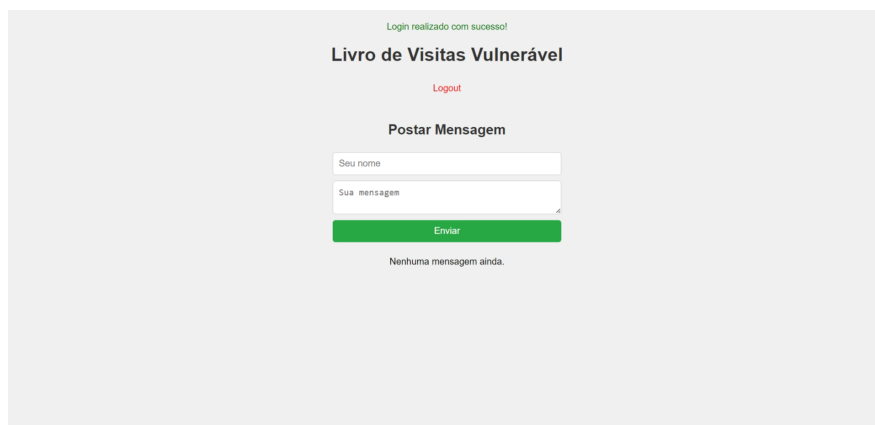 Login realizado com sucesso!
Livro de Visitas Vulnerável
Logout
Postar Mensagem
Seu nome
Sua mensagem
Enviar
Nenhuma mensagem ainda.